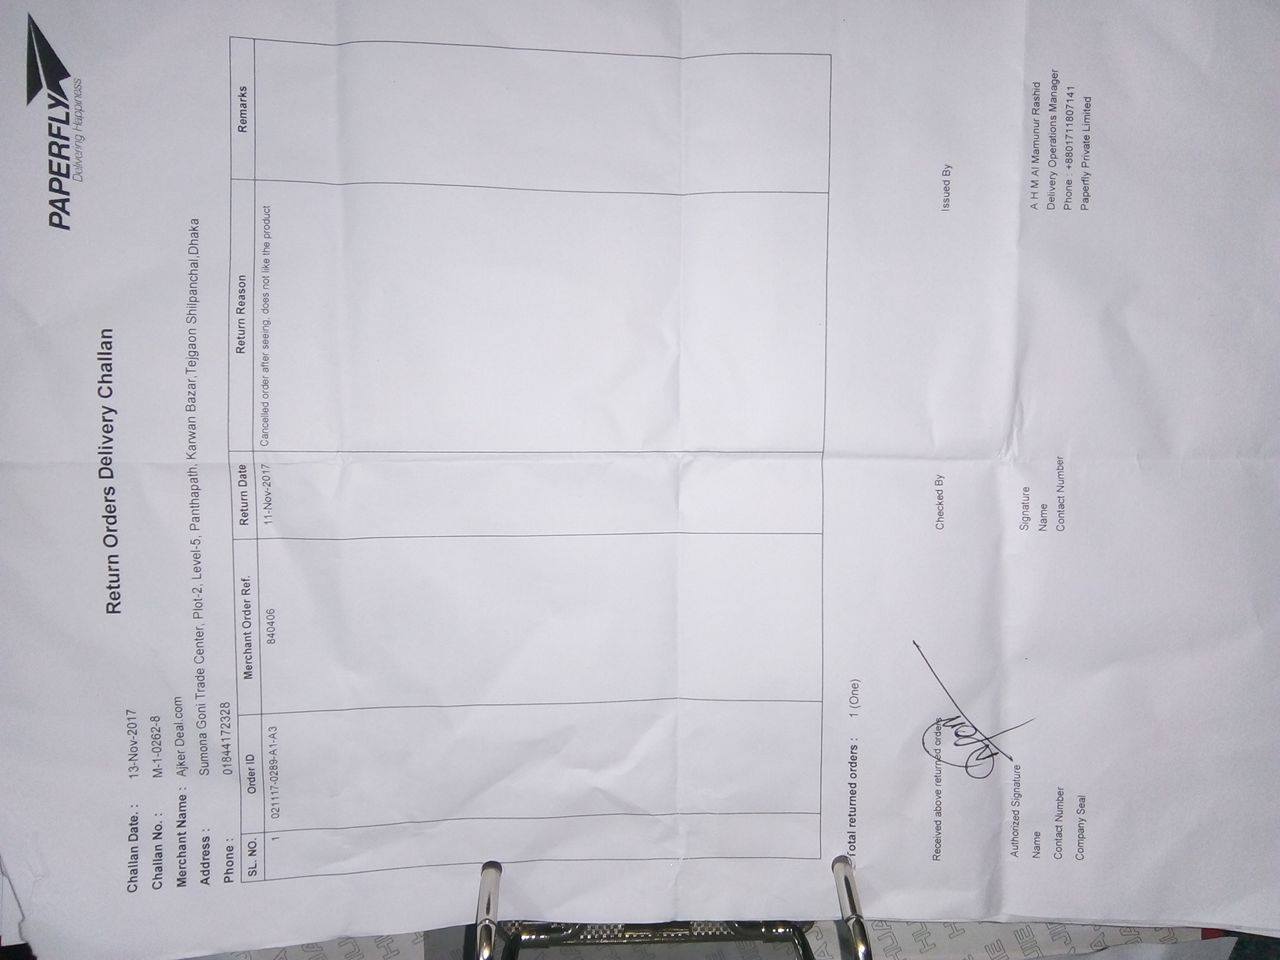 PAPERFLY
Delivering Happiness
Return Orders Delivery Challan
Challan Date. : 13-Nov-2017
Challan No. : M-1-0262-8
Merchant Name : Ajker Deal.com
Address : Sumona Goni Trade Center, Plot-2, Level-5, Panthapath, Karwan Bazar,Tejgaon Shilpanchal,Dhaka
Phone : 01844172328
SL. NO. Order ID Merchant Order Ref. Return Date Return Reason Remarks
1 021117-0289-A1-A3 840406 11-Nov-2017 Cancelled order after seeing, does not like the product
Total returned orders : 1 (One)
Received above returned orders Checked By Issued By
Authorized Signature Signature A H M Al Mamunur Rashid
Name Name Delivery Operations Manager
Contact Number Contact Number Phone : +8801711807141
Company Seal Paperfly Private Limited